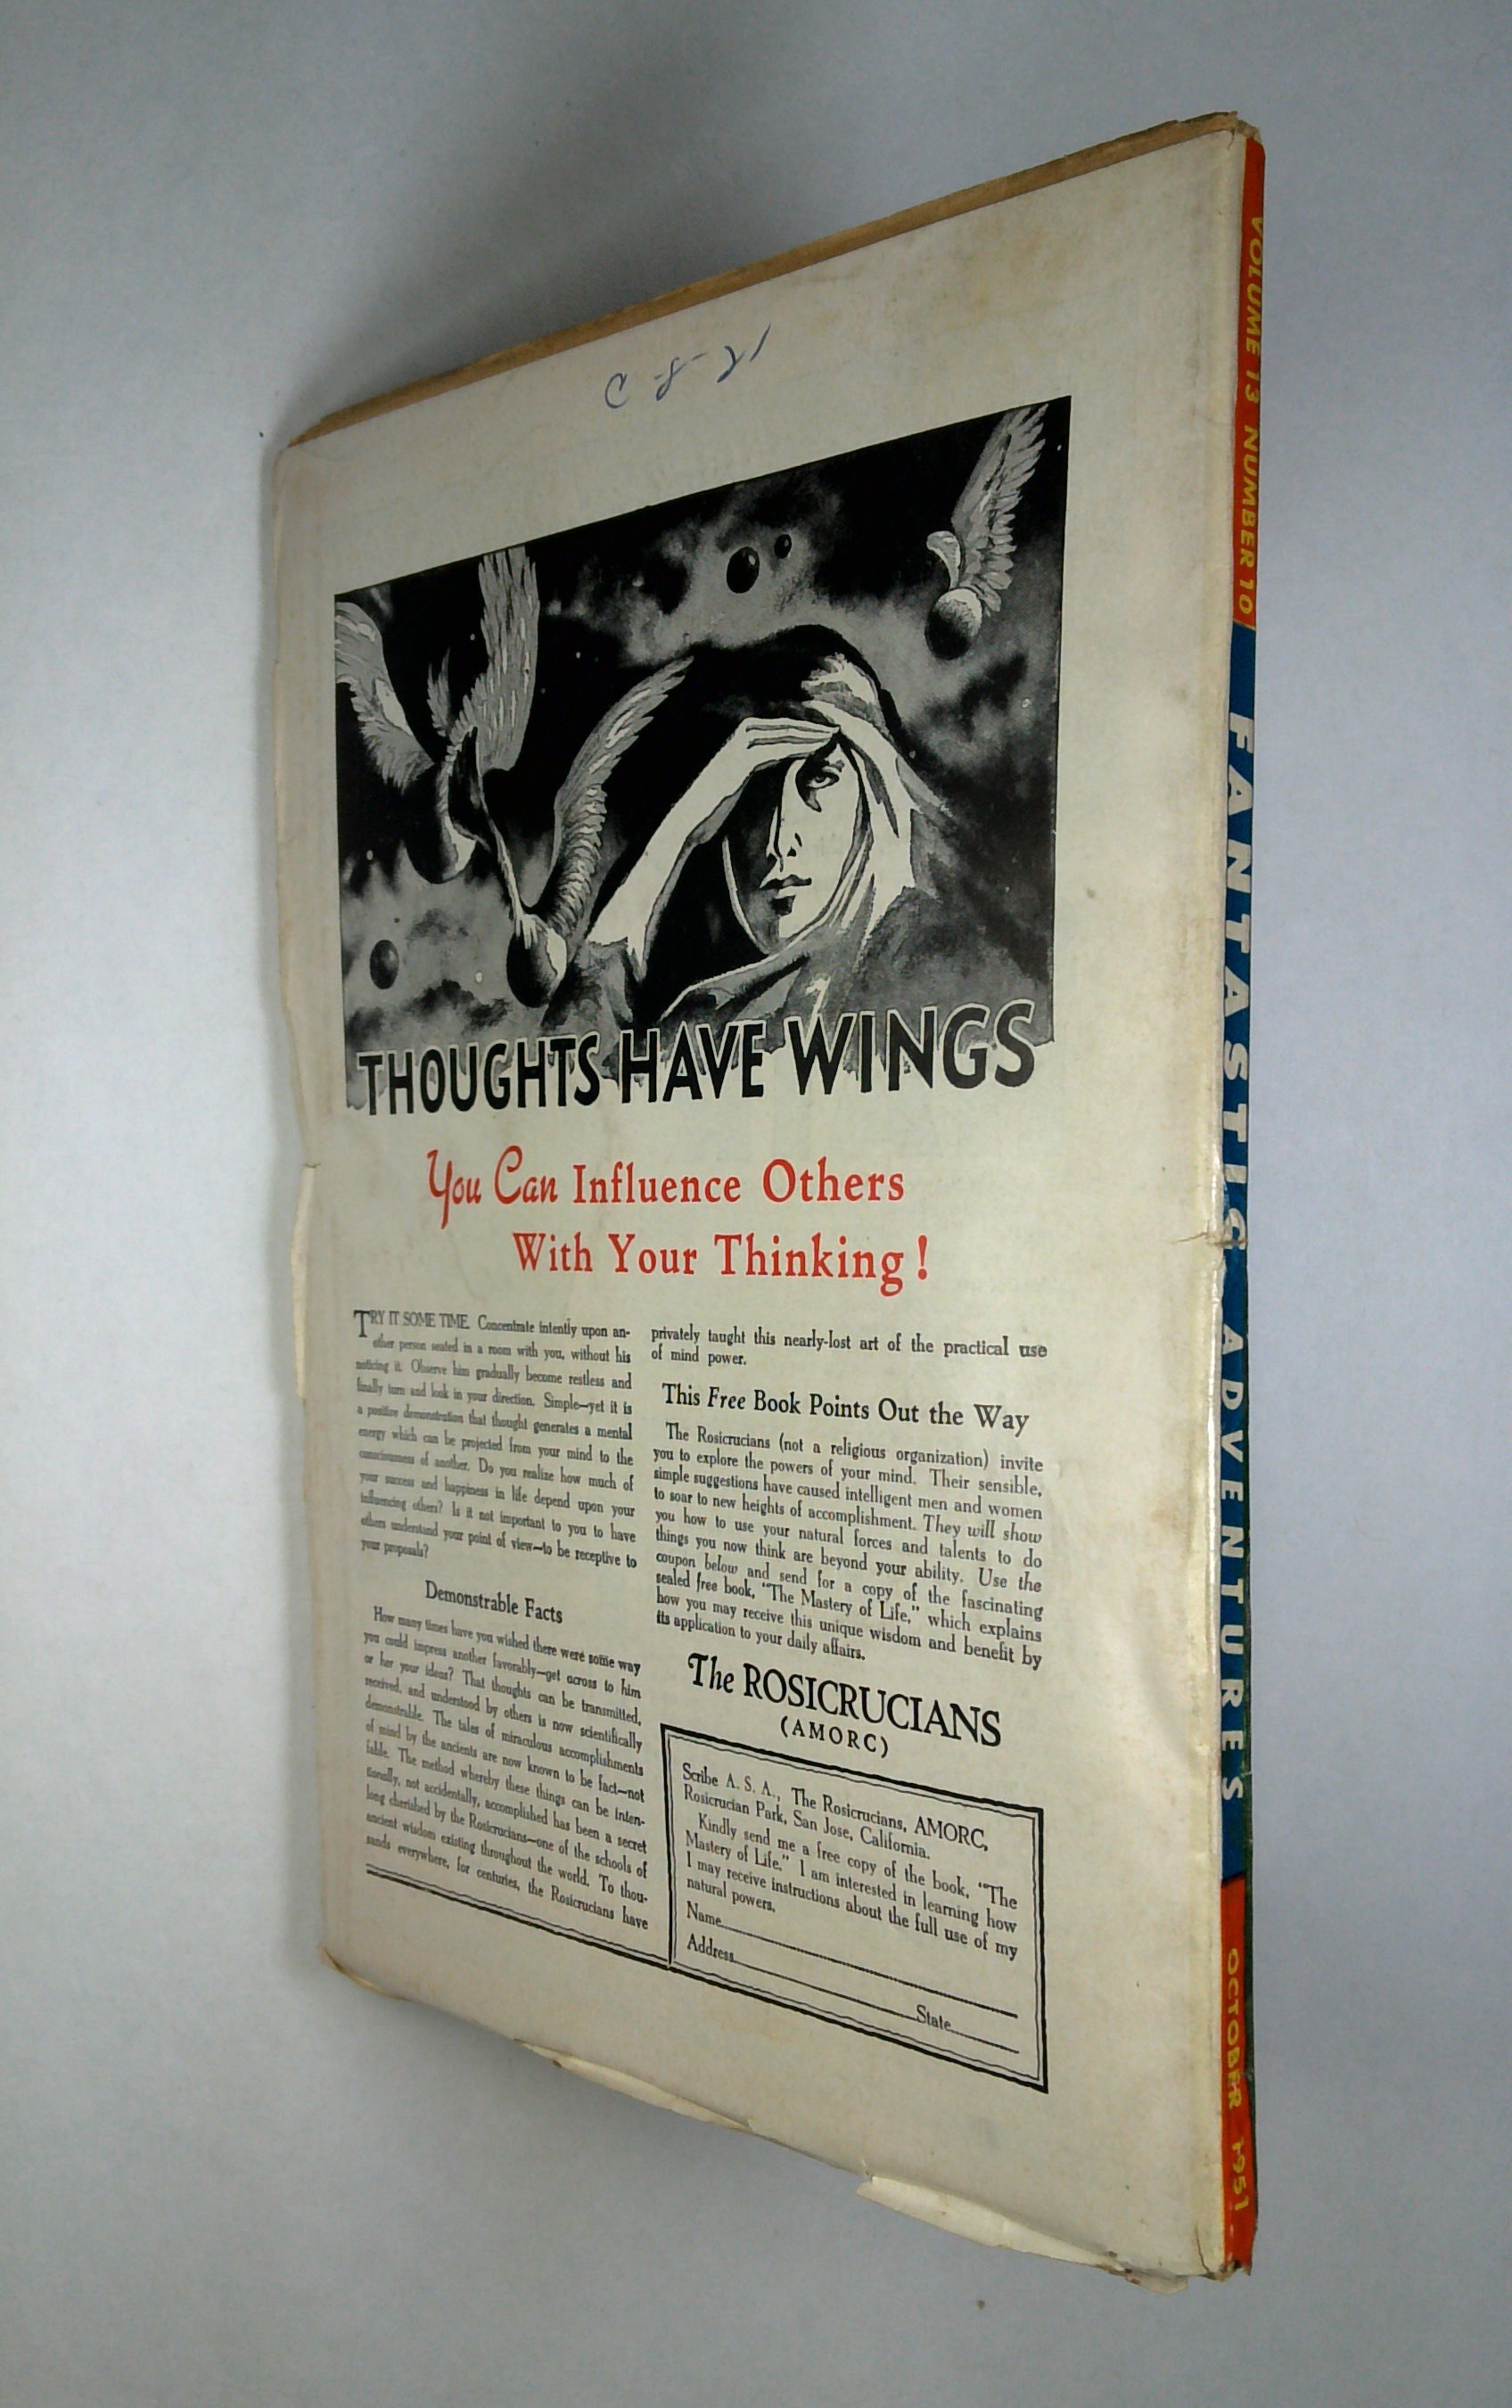 C-8-21
THOUGHTS HAVE WINGS
You Can Influence Others
With Your Thinking!
TRY IT SOME TIME. Concentrate intently upon an-
other person seated in a room with you, without his
noticing it. Observe him gradually become restless and
finally turn and look in your direction. Simple—yet it is
a positive demonstration that thought generates a mental
energy which can be projected from your mind to the
consciousness of another. Do you realize how much of
your success and happiness in life depend upon your
influencing others? Is it not important to you to have
others understand your point of view—to be receptive to
your proposals?
Demonstrable Facts
How many times have you wished there were some way
you could impress another favorably—get across to him
or her your ideas? That thoughts can be transmitted,
received, and understood by others is now scientifically
demonstrable. The tales of miraculous accomplishments
of mind by the ancients are now known to be fact—not
fable. The method whereby these things can be inten-
tionally, not accidentally, accomplished has been a secret
long cherished by the Rosicrucians—one of the schools of
ancient wisdom existing throughout the world. To thou-
sands everywhere, for centuries, the Rosicrucians have
privately taught this nearly-lost art of the practical use
of mind power.
This Free Book Points Out the Way
The Rosicrucians (not a religious organization) invite
you to explore the powers of your mind. Their sensible,
simple suggestions have caused intelligent men and women
to soar to new heights of accomplishment. They will show
you how to use your natural forces and talents to do
things you now think are beyond your ability. Use the
coupon below and send for a copy of the fascinating
sealed free book, "The Mastery of Life," which explains
how you may receive this unique wisdom and benefit by
its application to your daily affairs.
The ROSICRUCIANS
(AMORC)
Scribe A. S. A., The Rosicrucians, AMORC,
Rosicrucian Park, San Jose, California.
Kindly send me a free copy of the book, "The
Mastery of Life." I am interested in learning how
I may receive instructions about the full use of my
natural powers.
Name
Address
State
VOLUME 13 NUMBER 10
FANTASTIC ADVENTURES
OCTOBER 1951